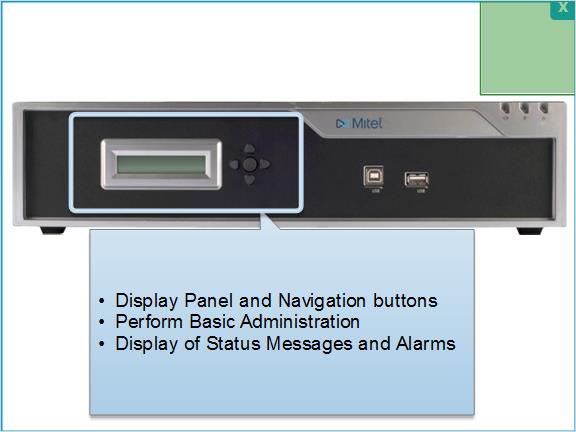 X
Mitel
USB
USB
• Display Panel and Navigation buttons
• Perform Basic Administration
• Display of Status Messages and Alarms